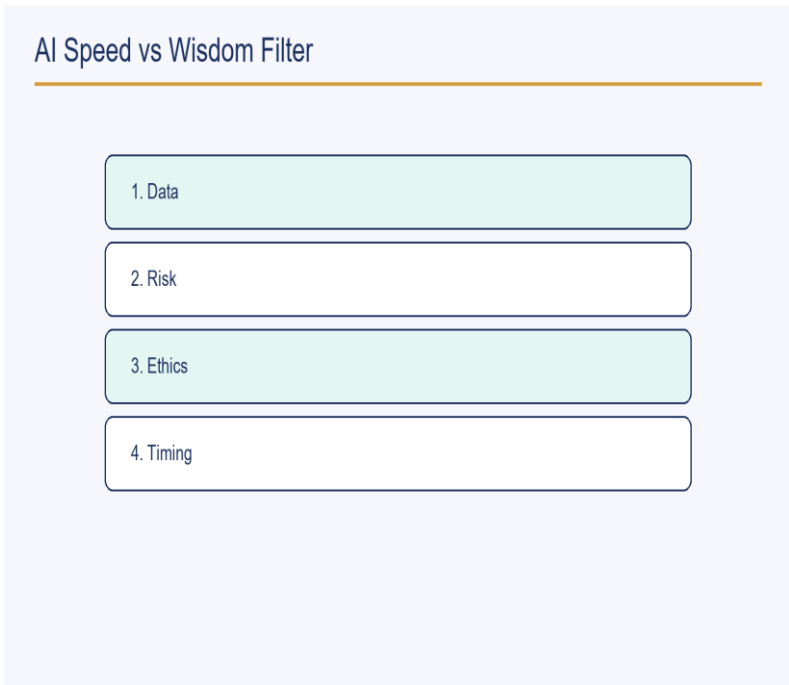 AI Speed vs Wisdom Filter
1. Data
2. Risk
3. Ethics
4. Timing